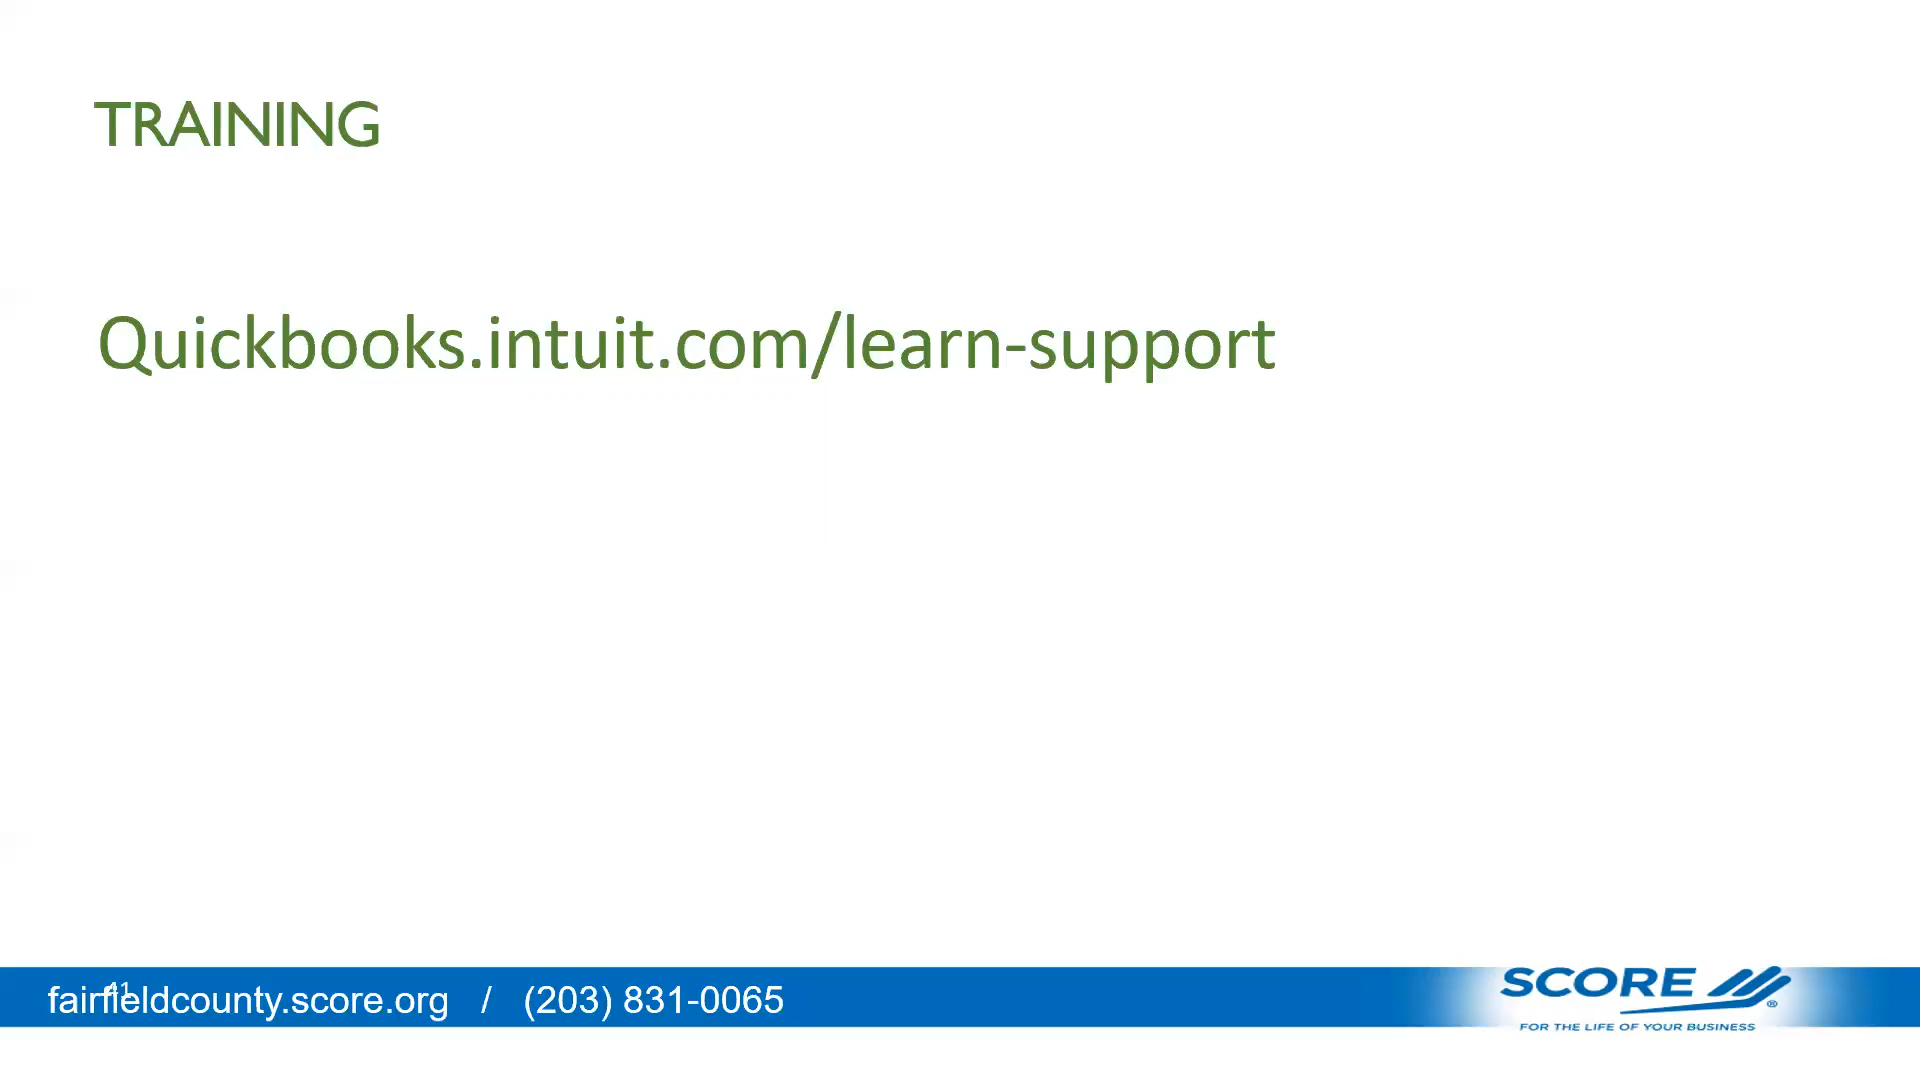 TRAINING
Quickbooks.intuit.com/learn-support
41
fairfieldcounty.score.org / (203) 831-0065
SCORE
®
FOR THE LIFE OF YOUR BUSINESS